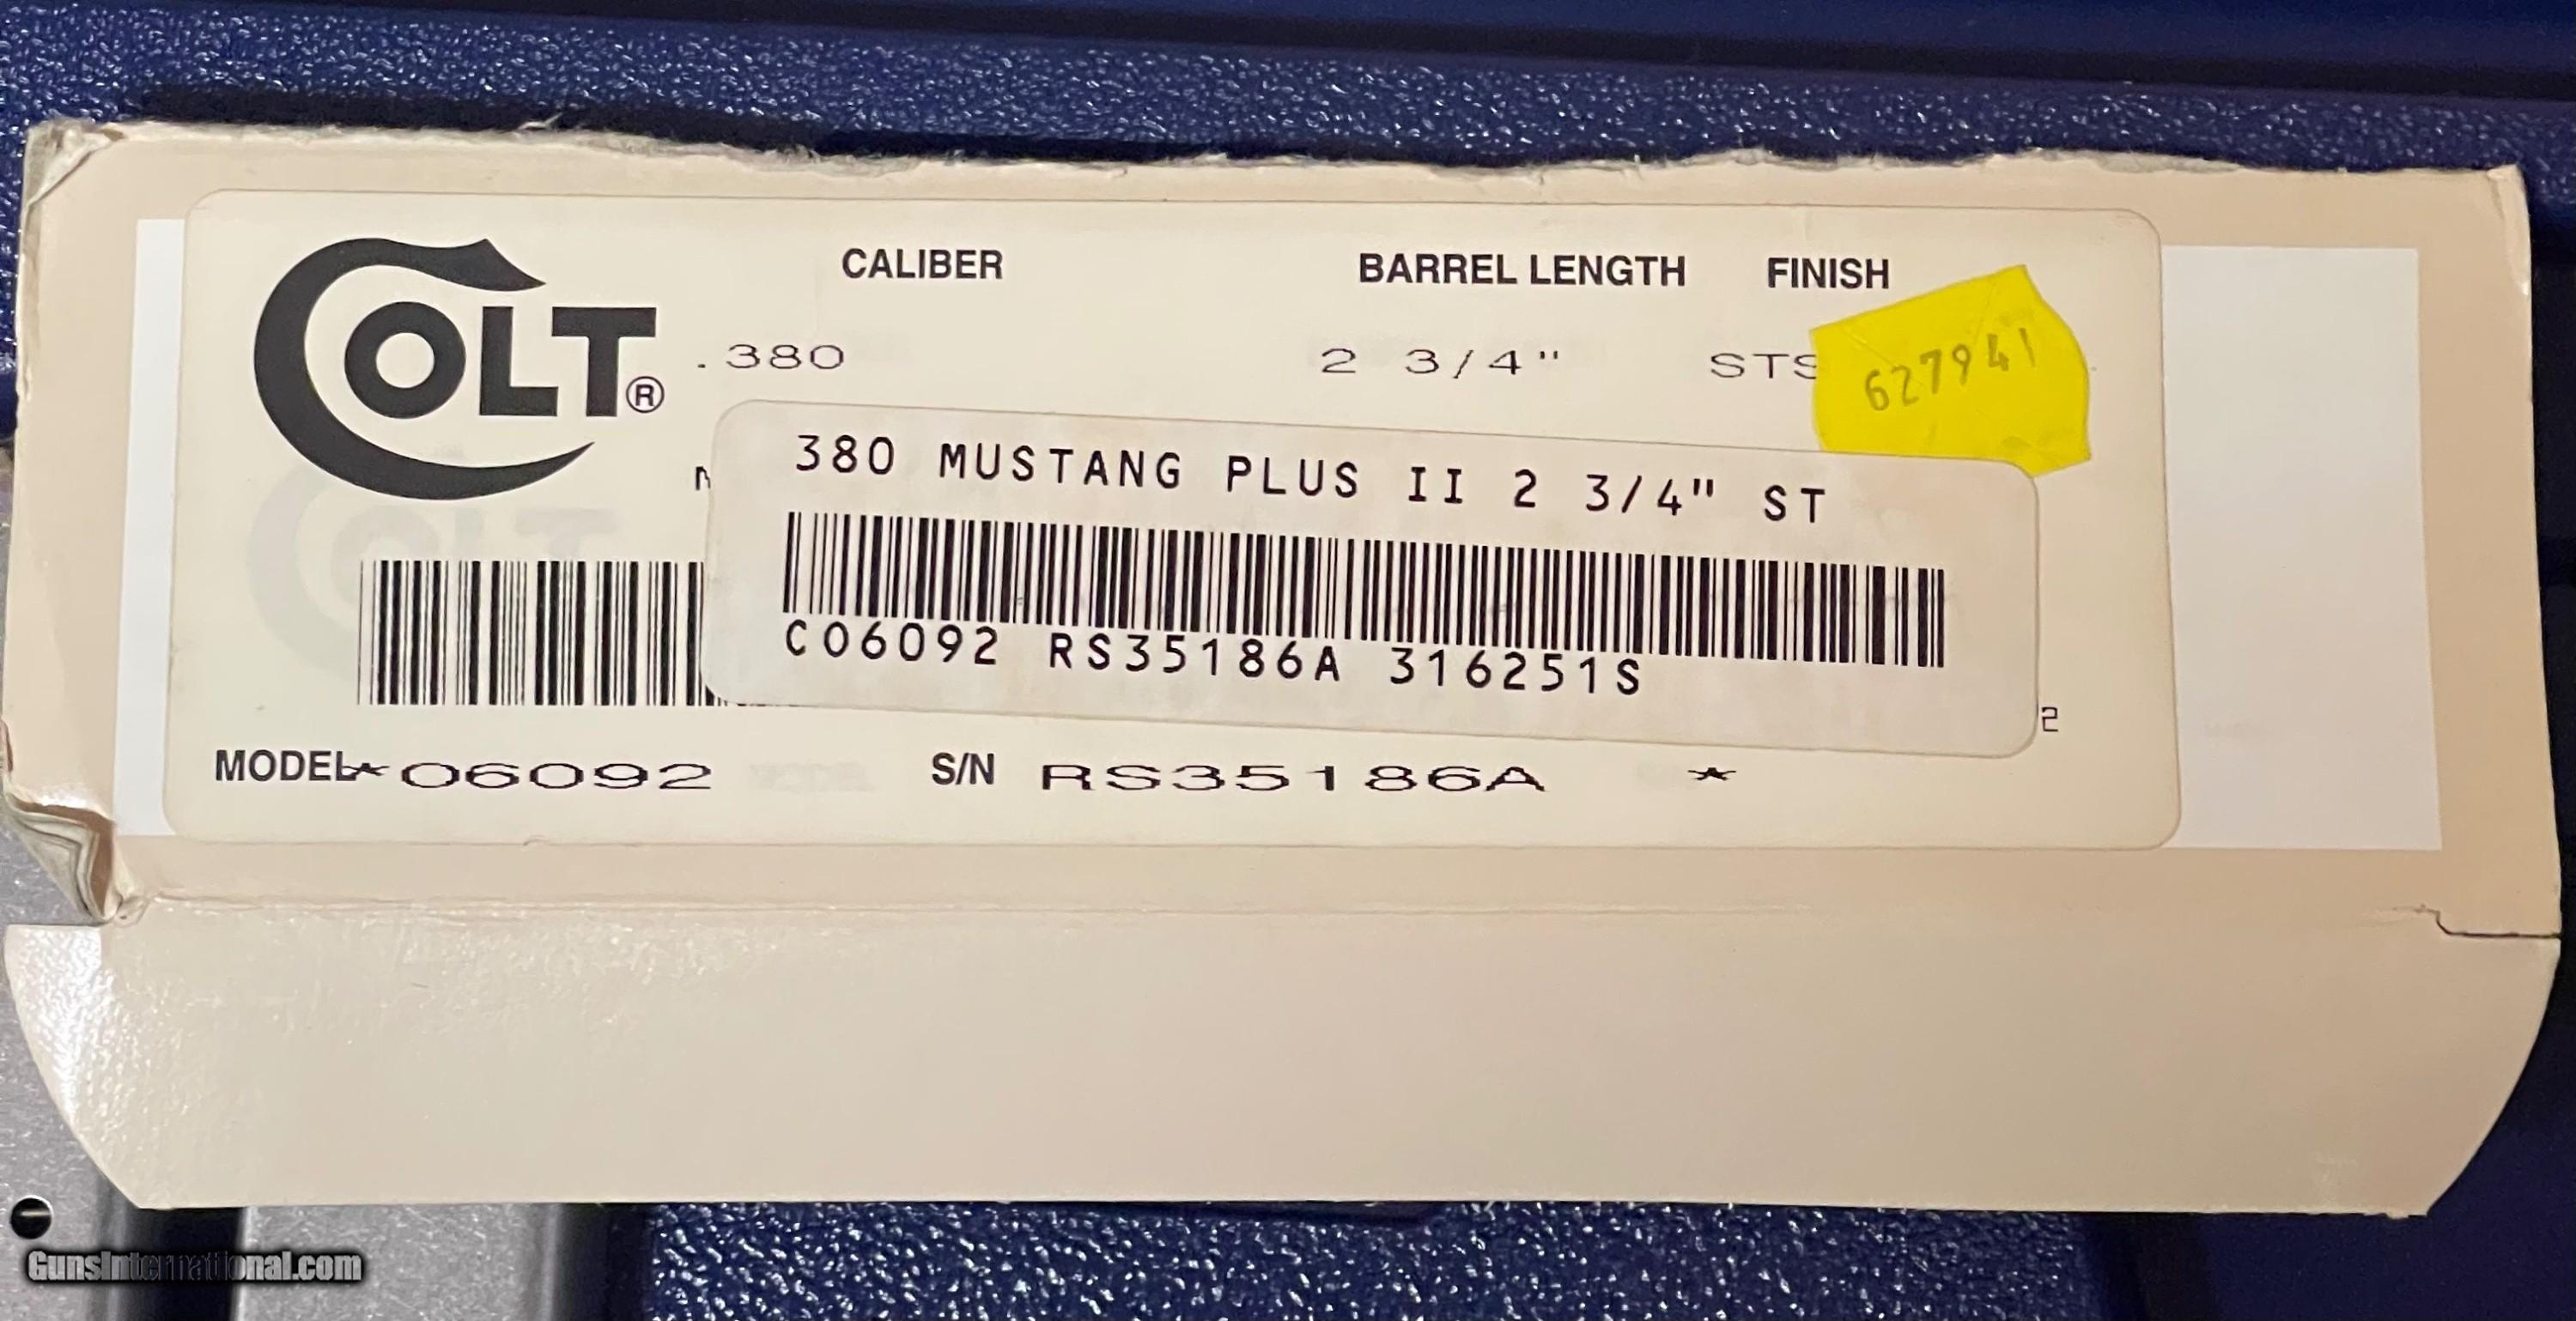 COLT®
CALIBER BARREL LENGTH FINISH
.380 2 3/4" STS
627941
380 MUSTANG PLUS II 2 3/4" ST
C06092 RS35186A 316251S
2
MODEL *06092 S/N RS35186A *
GunsInternational.com